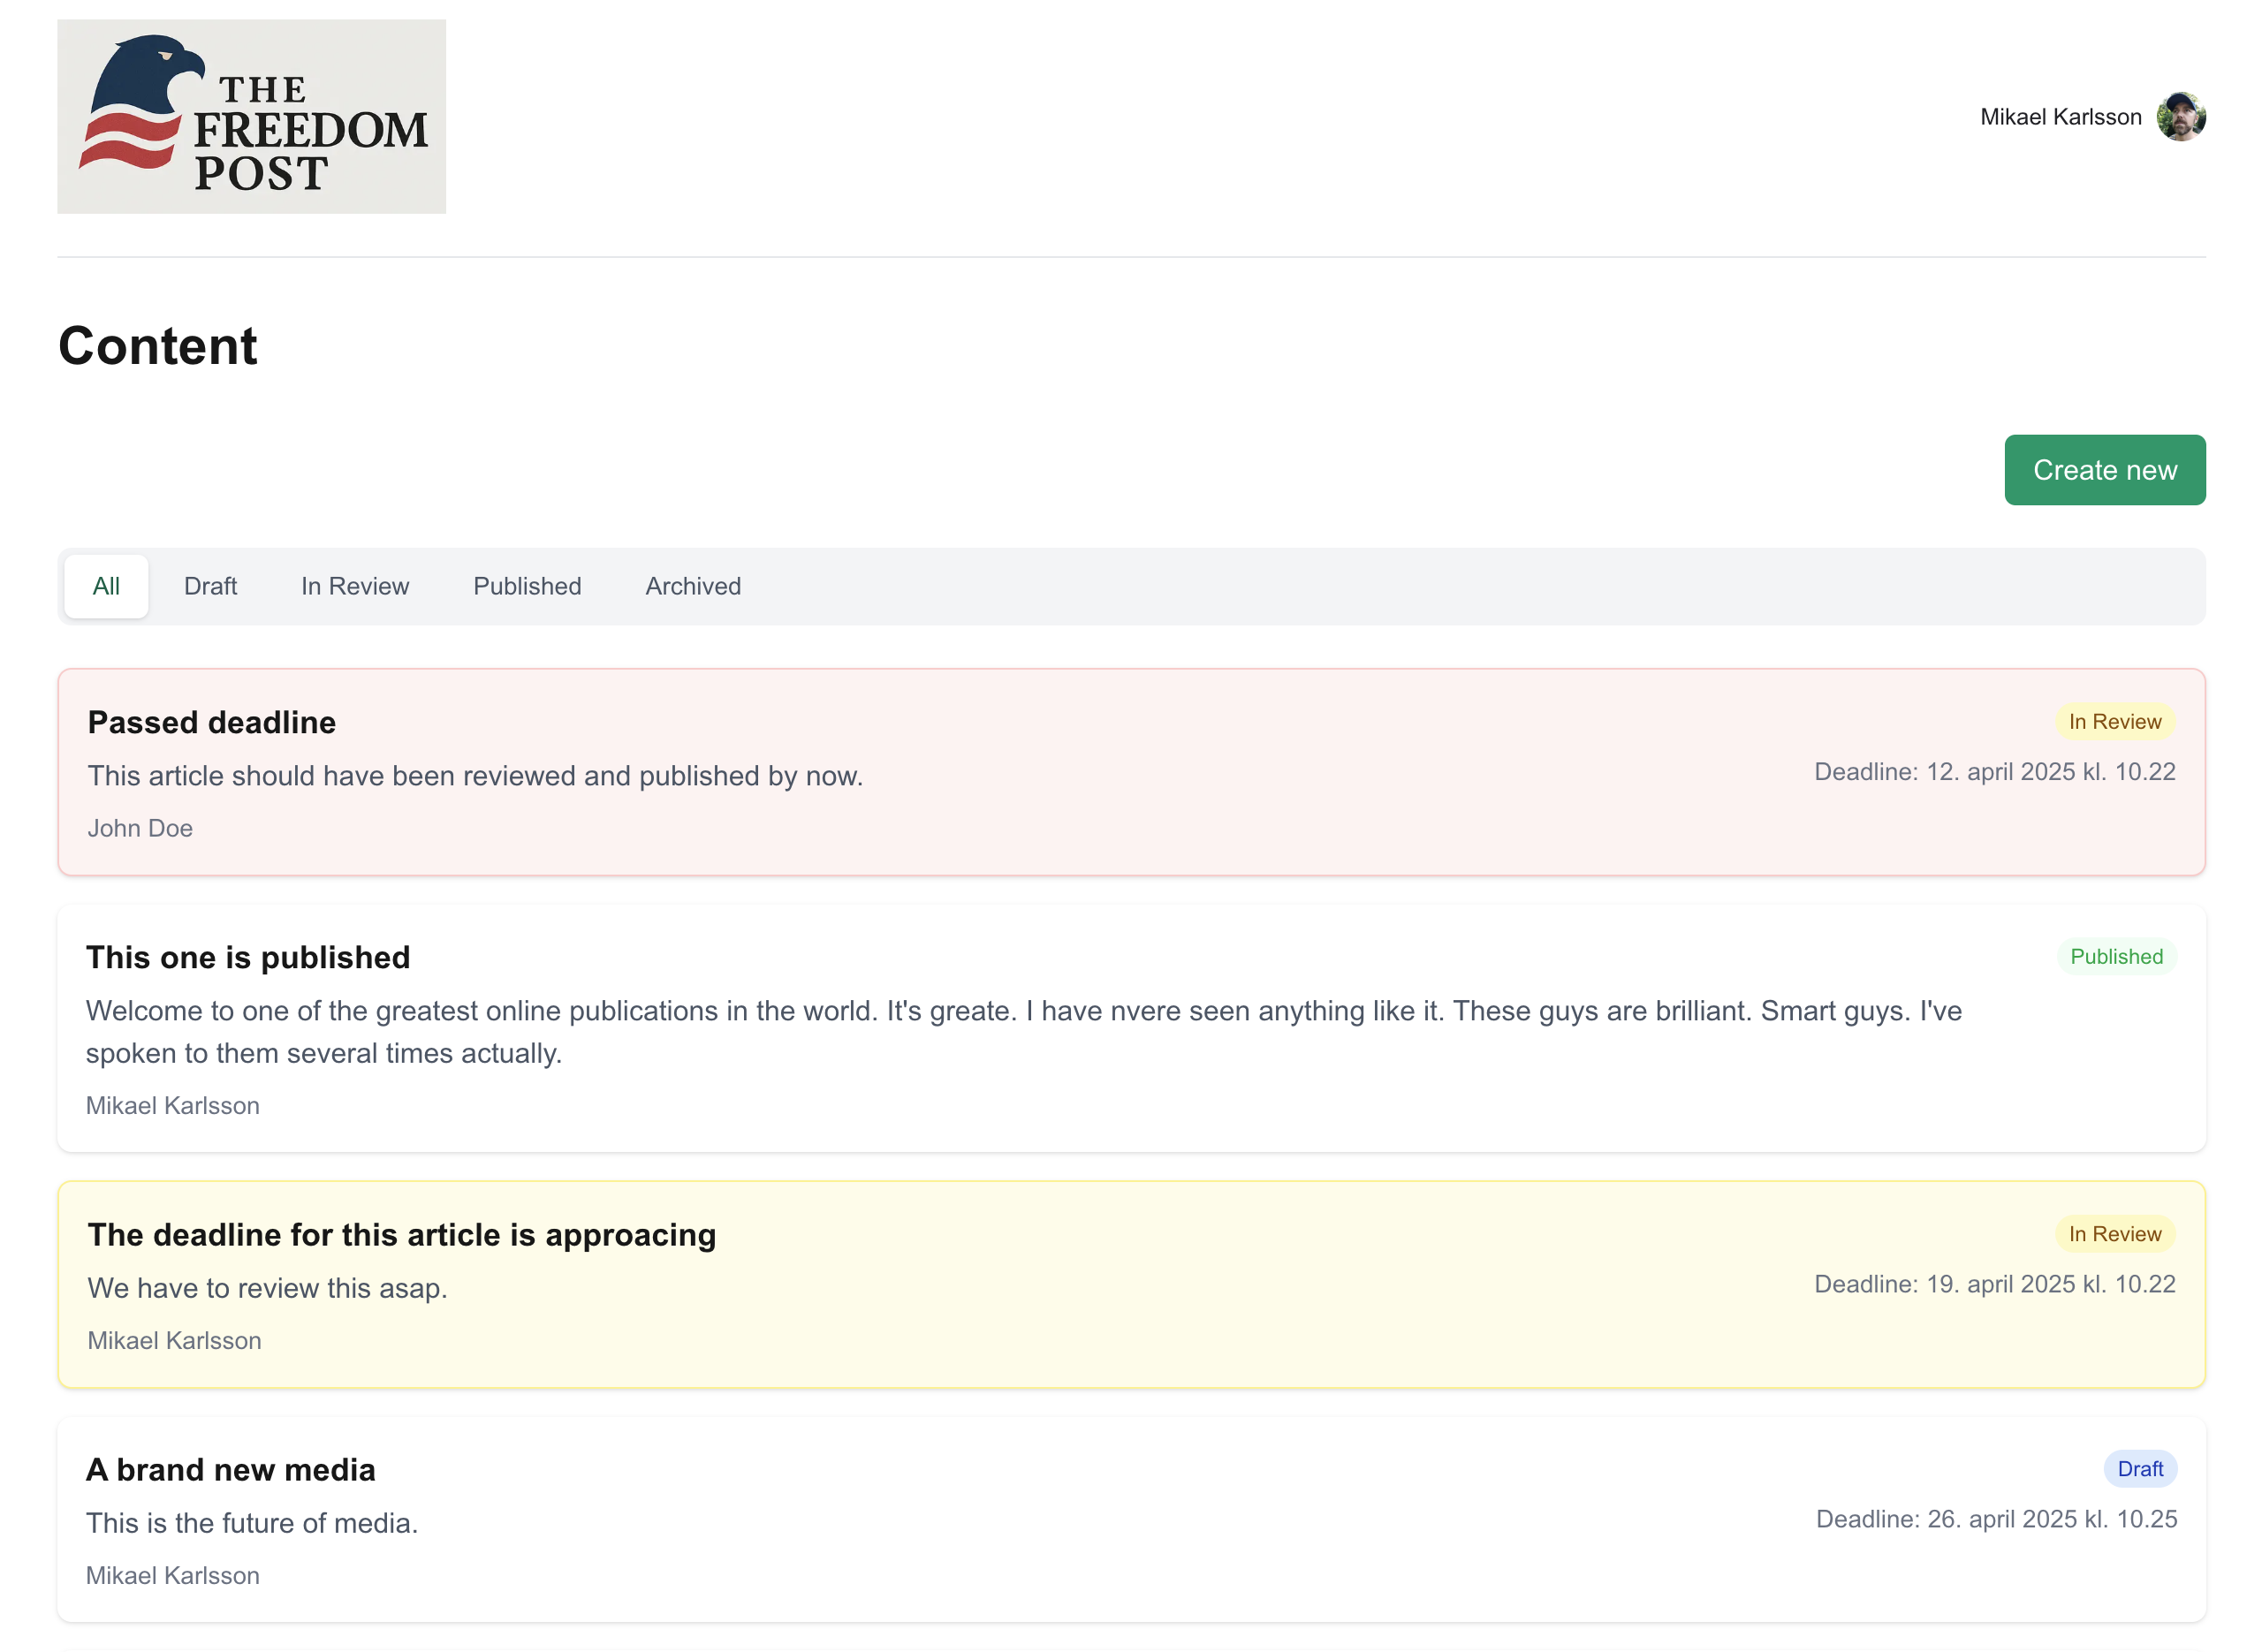 THE
FREEDOM
POST
Mikael Karlsson
Content
Create new
All Draft In Review Published Archived
Passed deadline
In Review
This article should have been reviewed and published by now.
Deadline: 12. april 2025 kl. 10.22
John Doe
This one is published
Published
Welcome to one of the greatest online publications in the world. It's greate. I have nvere seen anything like it. These guys are brilliant. Smart guys. I've
spoken to them several times actually.
Mikael Karlsson
The deadline for this article is approacing
In Review
We have to review this asap.
Deadline: 19. april 2025 kl. 10.22
Mikael Karlsson
A brand new media
Draft
This is the future of media.
Deadline: 26. april 2025 kl. 10.25
Mikael Karlsson